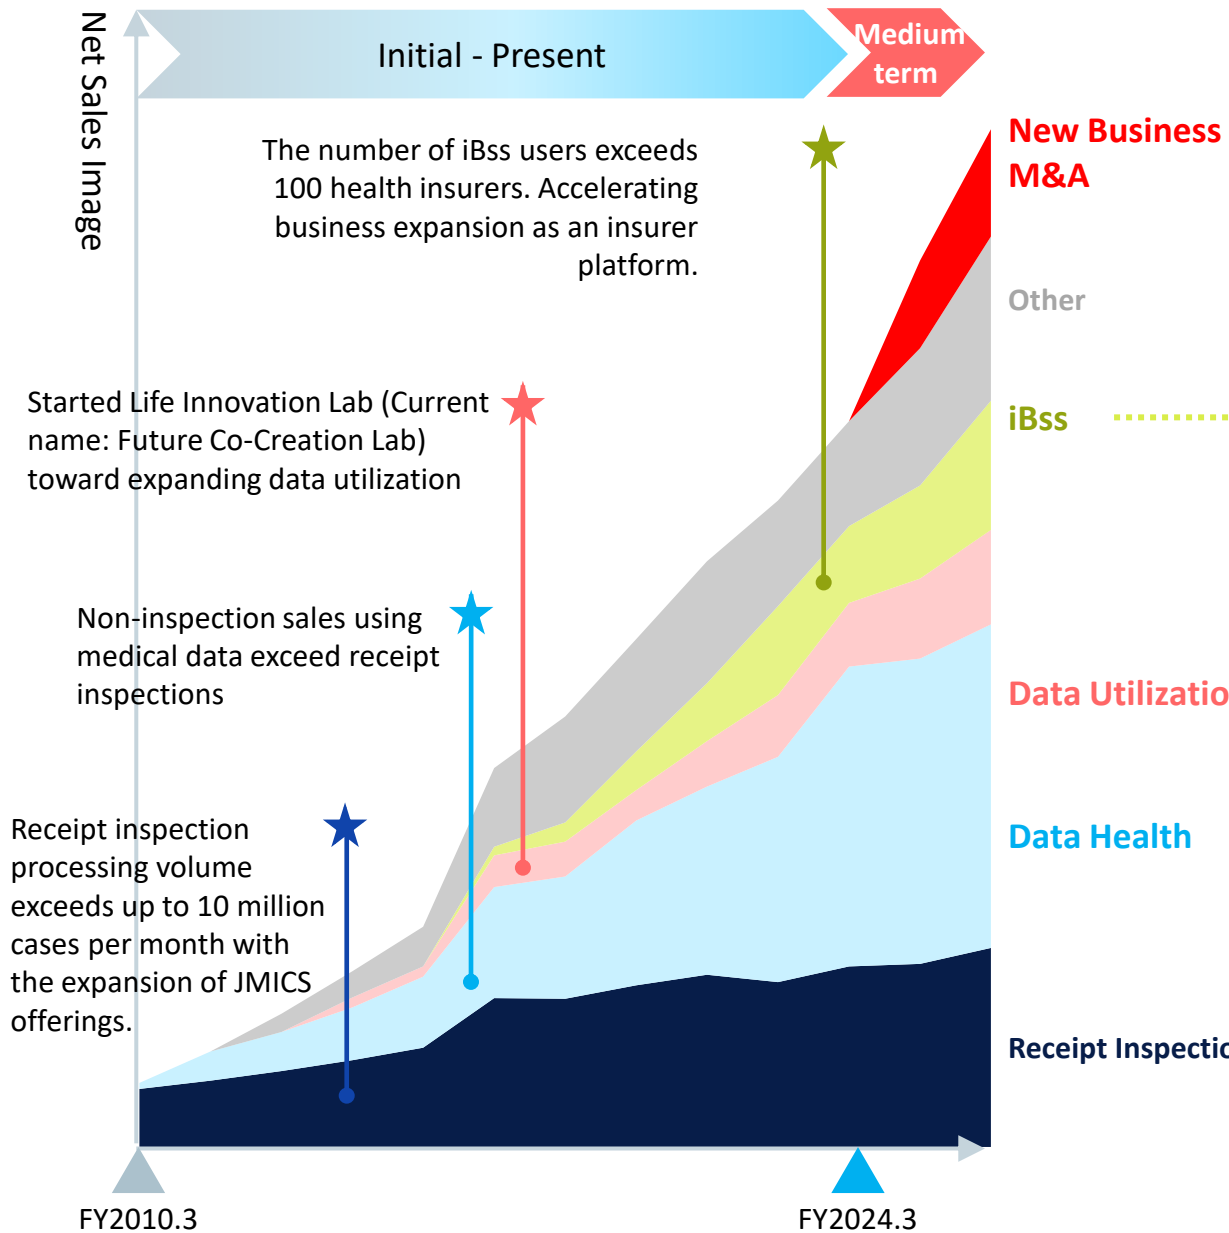 Net Sales Image
Initial - Present
Medium
term
The number of iBss users exceeds
100 health insurers. Accelerating
business expansion as an insurer
platform.
New Business
M&A
Other
Started Life Innovation Lab (Current
name: Future Co-Creation Lab)
toward expanding data utilization
iBss
Non-inspection sales using
medical data exceed receipt
inspections
Data Utilizatio
Receipt inspection
processing volume
exceeds up to 10 million
cases per month with
the expansion of JMICS
offerings.
Data Health
Receipt Inspectio
FY2010.3
FY2024.3